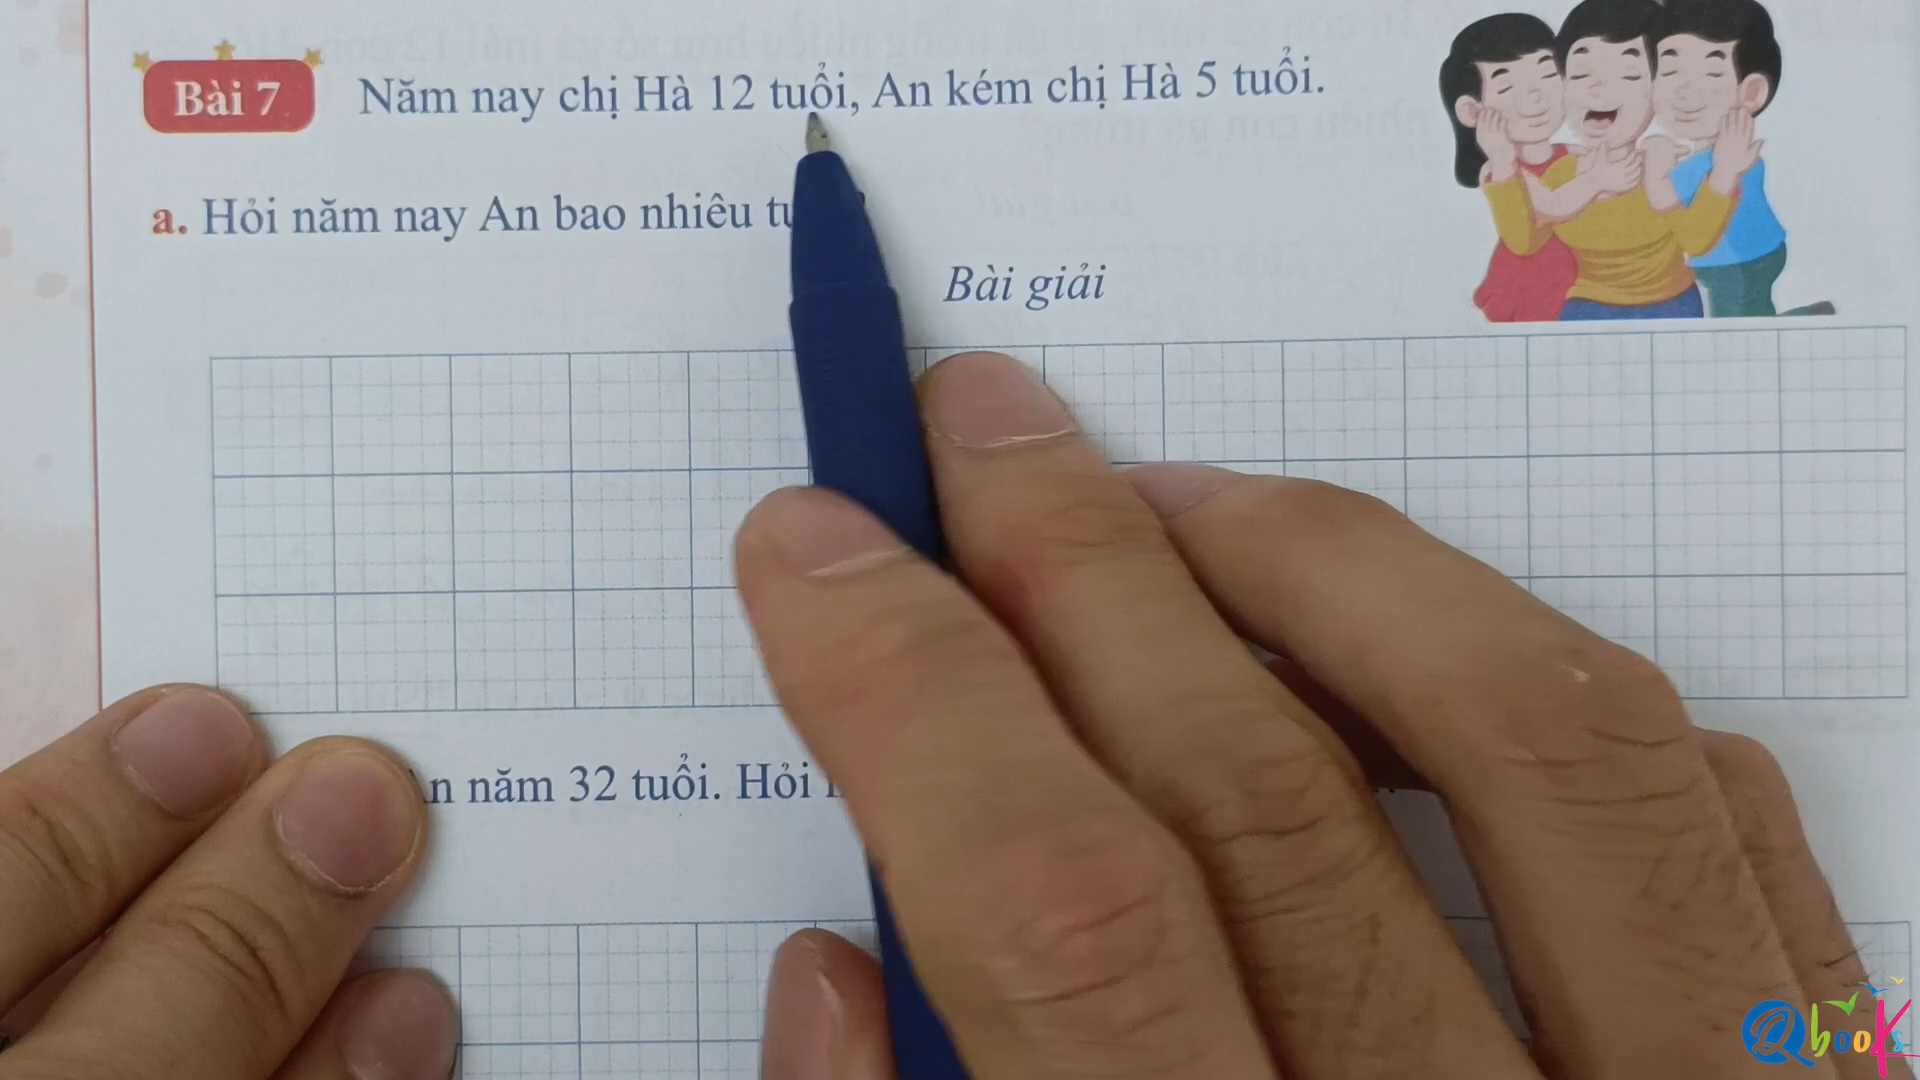 Bài 7 Năm nay chị Hà 12 tuổi, An kém chị Hà 5 tuổi.
a. Hỏi năm nay An bao nhiêu
Bài giải
năm 32 tuổi. Hỏi
Qbooks